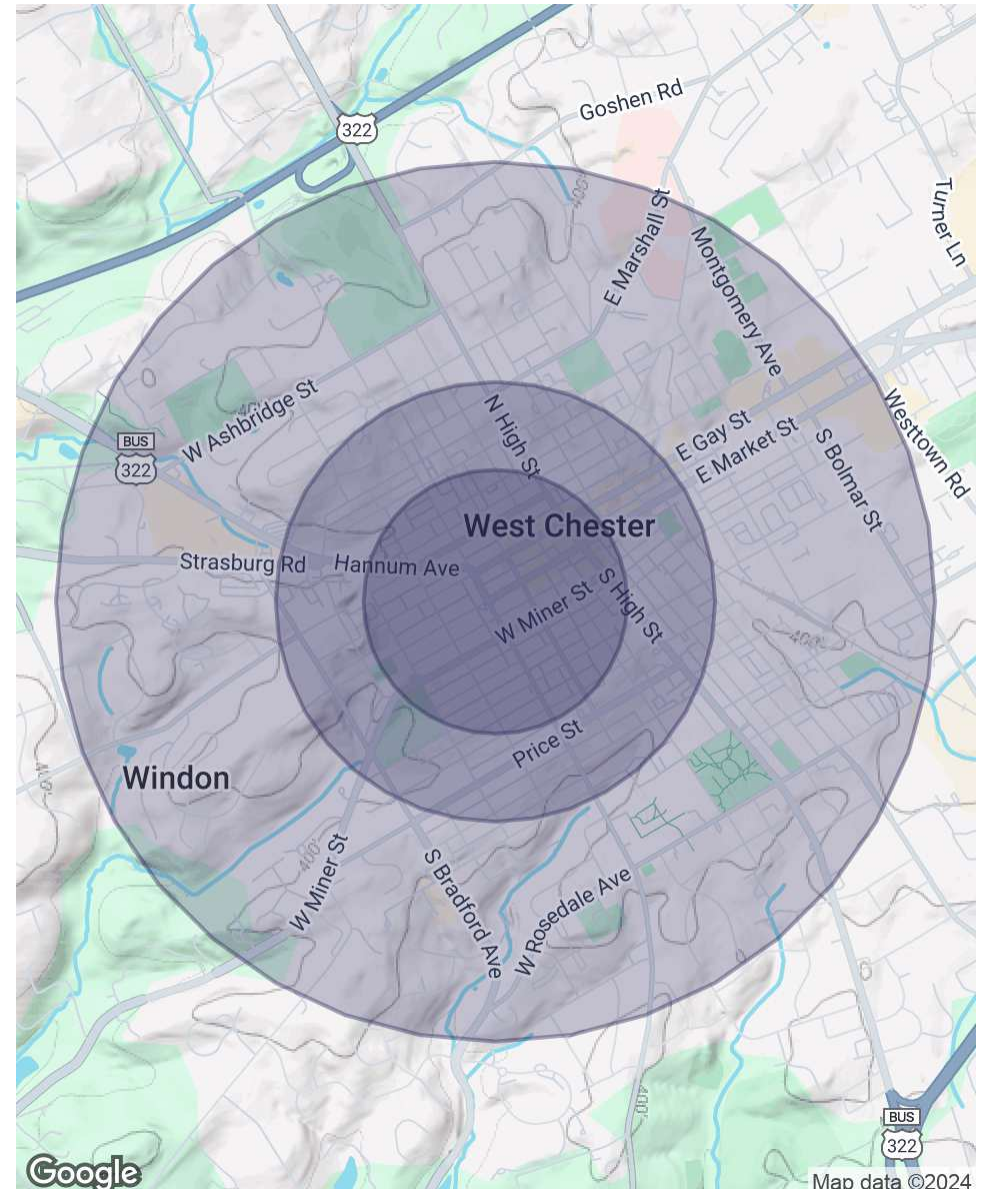 Goshen Rd
322
400'
Turner Ln
E Marshall St
Montgomery Ave
W Ashbridge St
400'
N High St
Westtown Rd
E Gay St
E Market St
BUS
322
S Bolmar St
West Chester
Strasburg Rd
Hannum Ave
W Miner St
S High St
400'
Price St
Windon
400'
400'
W Miner St
S Bradford Ave
W Rosedale Ave
400'
BUS
322
Google
Map data ©2024